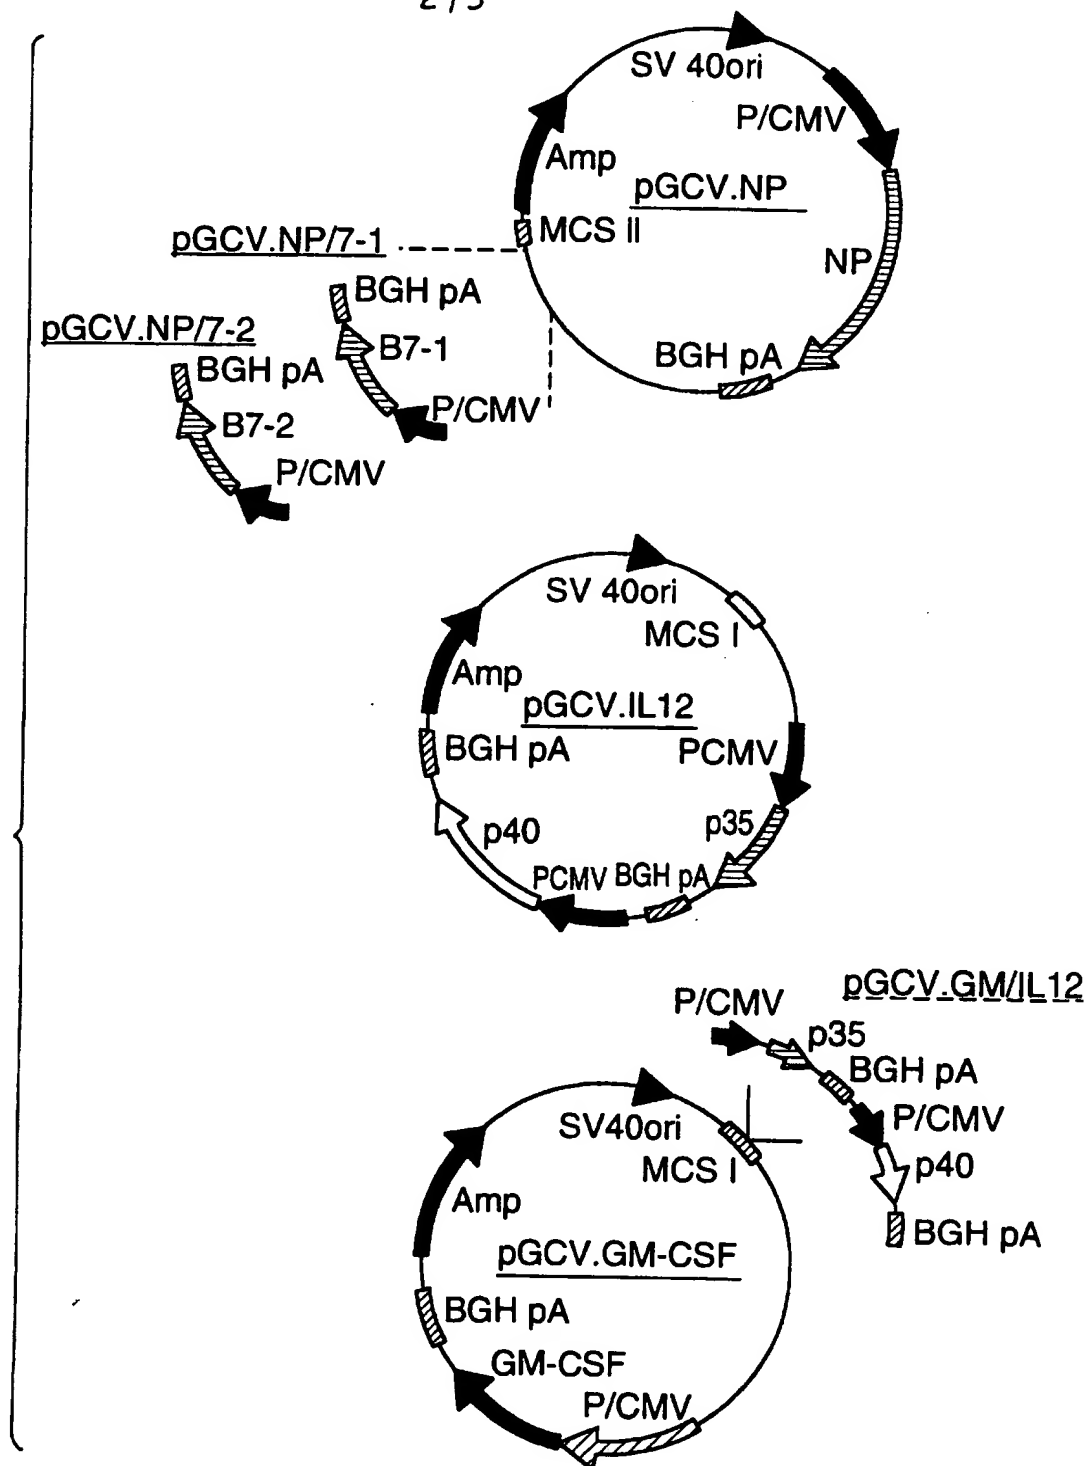 2/5
SV 40ori
P/CMV
Amp
pGCV.NP
MCS II
pGCV.NP/7-1
NP
BGH pA
pGCV.NP/7-2
B7-1
BGH pA
BGH pA
P/CMV
B7-2
P/CMV
SV 40ori
MCS I
Amp
pGCV.IL12
BGH pA
PCMV
p40
p35
PCMV
BGH pA
pGCV.GM/IL12
P/CMV
p35
BGH pA
P/CMV
SV40ori
MCS I
p40
Amp
BGH pA
pGCV.GM-CSF
BGH pA
GM-CSF
P/CMV